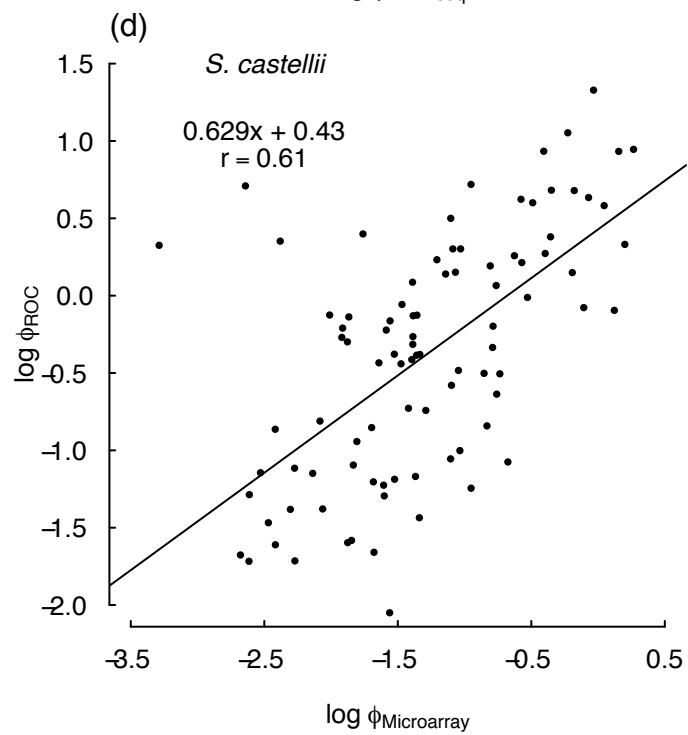 (d)
S. castellii
0.629x + 0.43
r = 0.61
1.5
1.0
0.5
0.0
–0.5
–1.0
–1.5
–2.0
log ϕROC
–3.5 –2.5 –1.5 –0.5 0.5
log ϕMicroarray